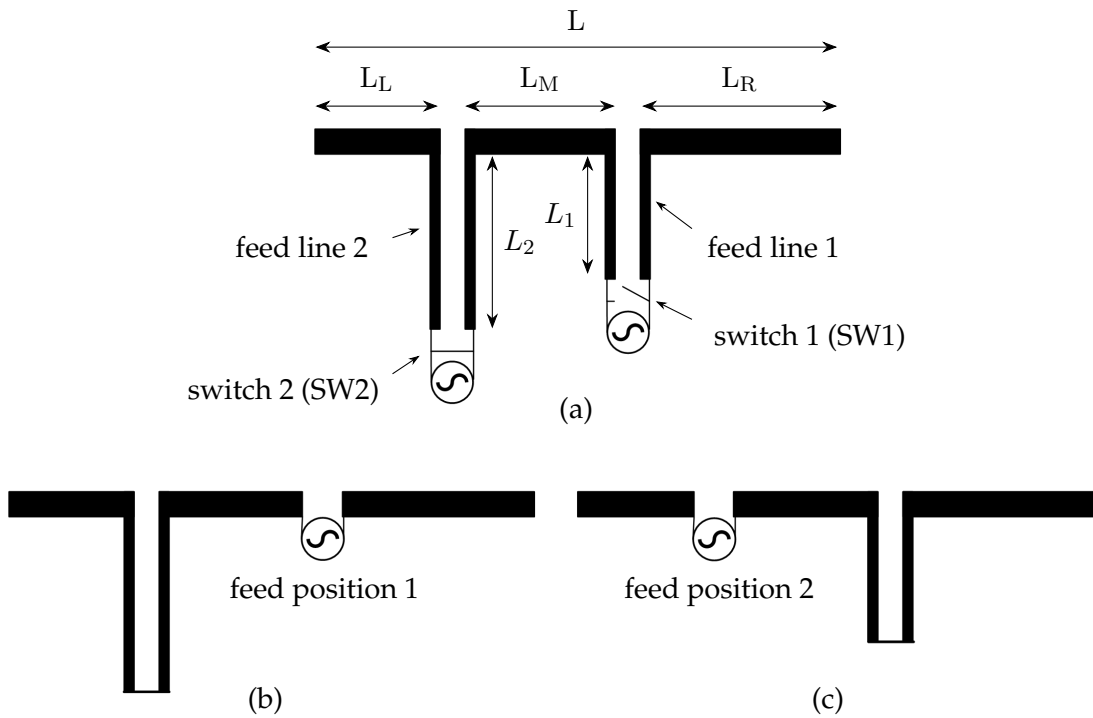 L
L_L L_M L_R
feed line 2
L_2
L_1
feed line 1
switch 1 (SW1)
switch 2 (SW2)
(a)
feed position 1
feed position 2
(b)
(c)